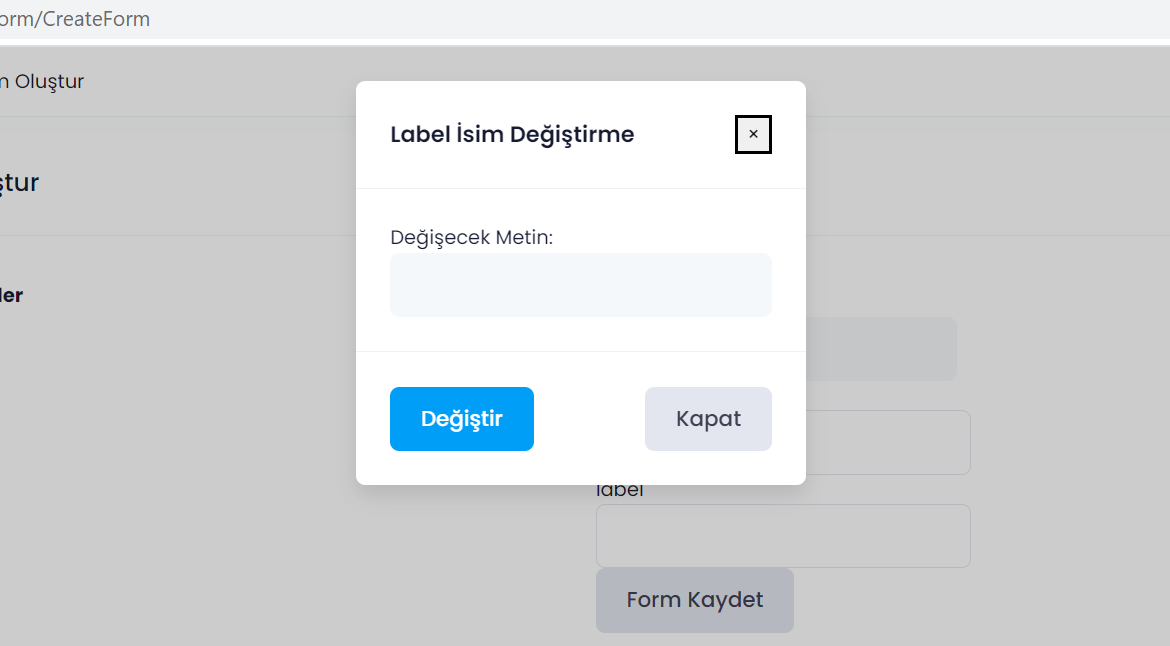 orm/CreateForm
m Oluştur
Label İsim Değiştirme
×
ştur
Değişecek Metin:
ler
Değiştir
Kapat
label
Form Kaydet